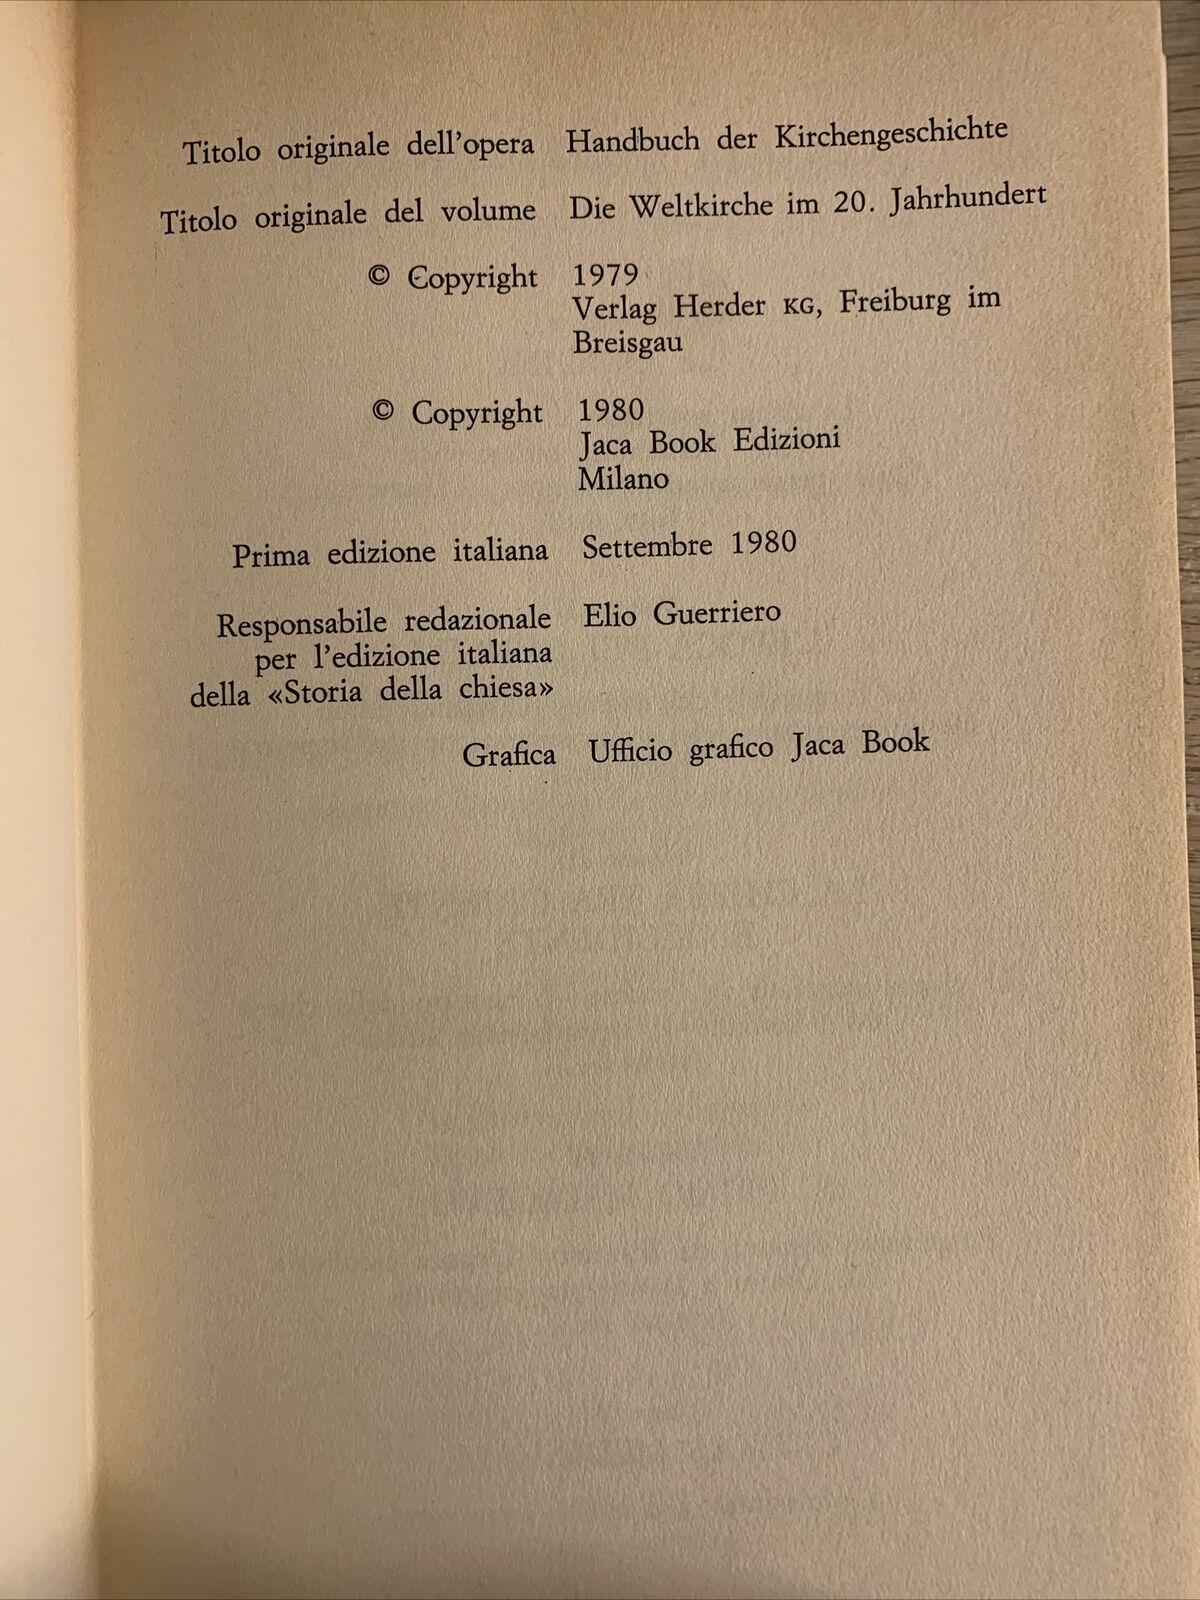 Titolo originale dell'opera Handbuch der Kirchengeschichte
Titolo originale del volume Die Weltkirche im 20. Jahrhundert
© Copyright 1979
Verlag Herder KG, Freiburg im
Breisgau
© Copyright 1980
Jaca Book Edizioni
Milano
Prima edizione italiana Settembre 1980
Responsabile redazionale Elio Guerriero
per l'edizione italiana
della «Storia della chiesa»
Grafica Ufficio grafico Jaca Book